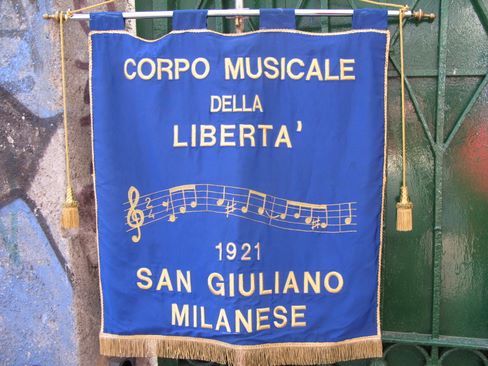 CORPO MUSICALE
DELLA
LIBERTA'
1921
SAN GIULIANO
MILANESE